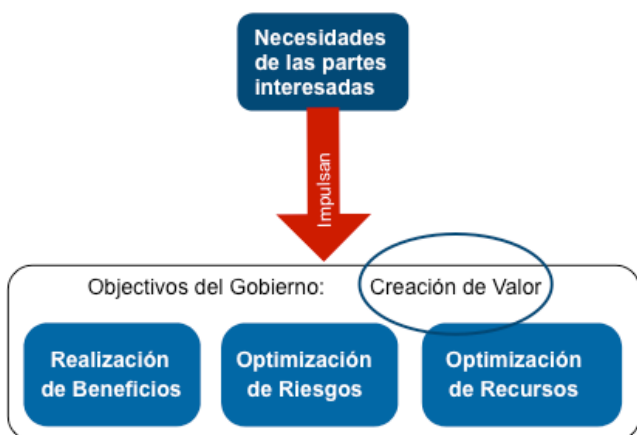 Necesidades
de las partes
interesadas
Impulsan
Objectivos del Gobierno: Creación de Valor
Realización
de Beneficios
Optimización
de Riesgos
Optimización
de Recursos